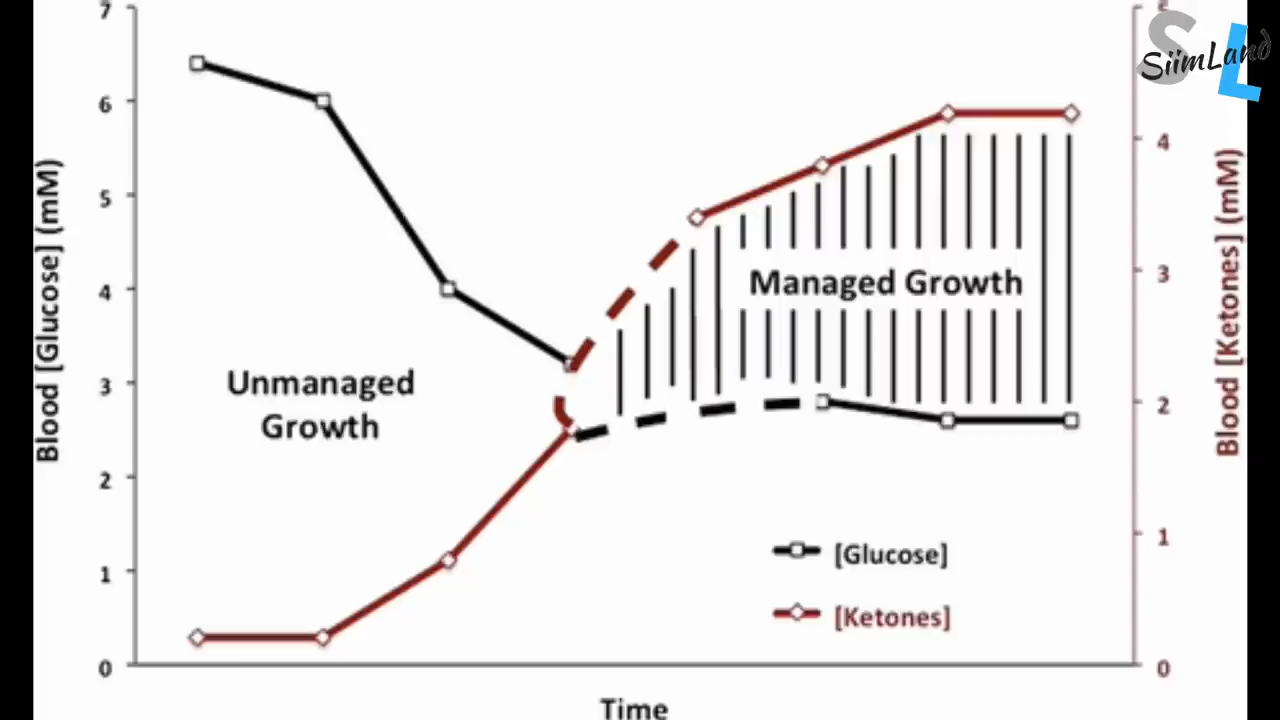 S L
SiimLand
7
6
5
4
3
2
1
0
Blood [Glucose] (mM)
Unmanaged
Growth
Managed Growth
[Glucose]
[Ketones]
5
4
3
2
1
0
Blood [Ketones] (mM)
Time